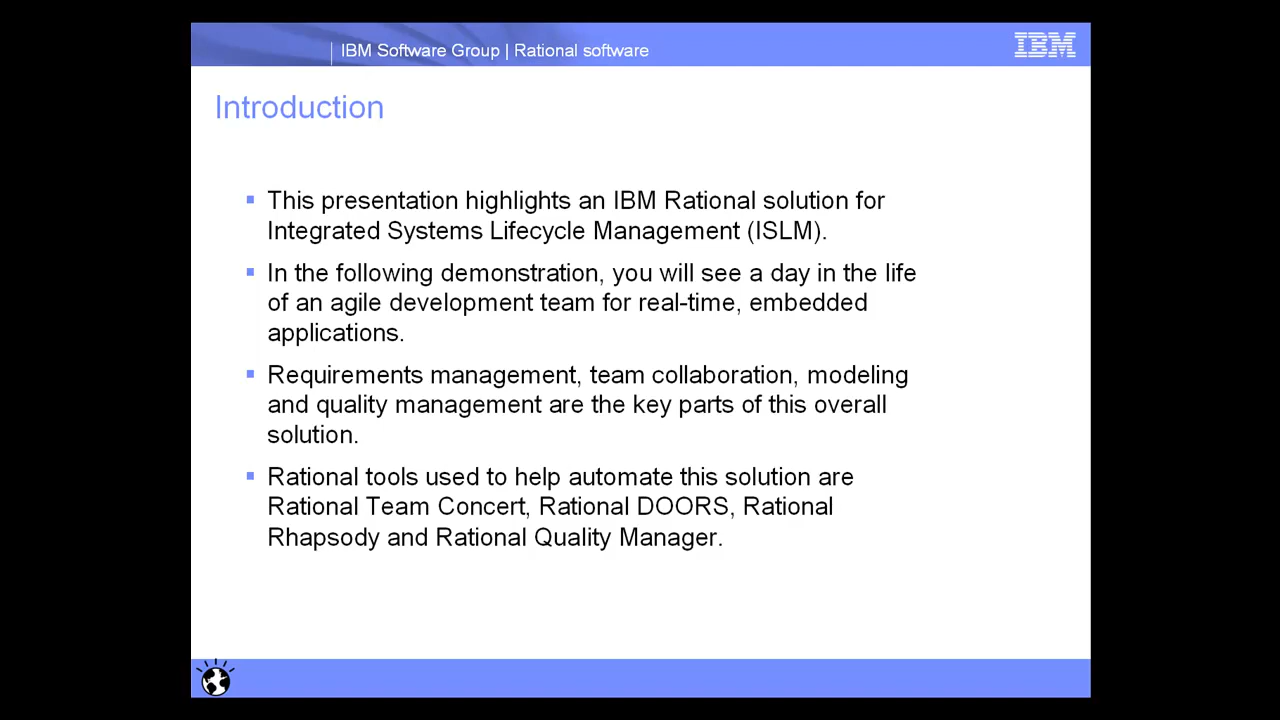 IBM Software Group | Rational software
IBM
Introduction
This presentation highlights an IBM Rational solution for
Integrated Systems Lifecycle Management (ISLM).
In the following demonstration, you will see a day in the life
of an agile development team for real-time, embedded
applications.
Requirements management, team collaboration, modeling
and quality management are the key parts of this overall
solution.
Rational tools used to help automate this solution are
Rational Team Concert, Rational DOORS, Rational
Rhapsody and Rational Quality Manager.